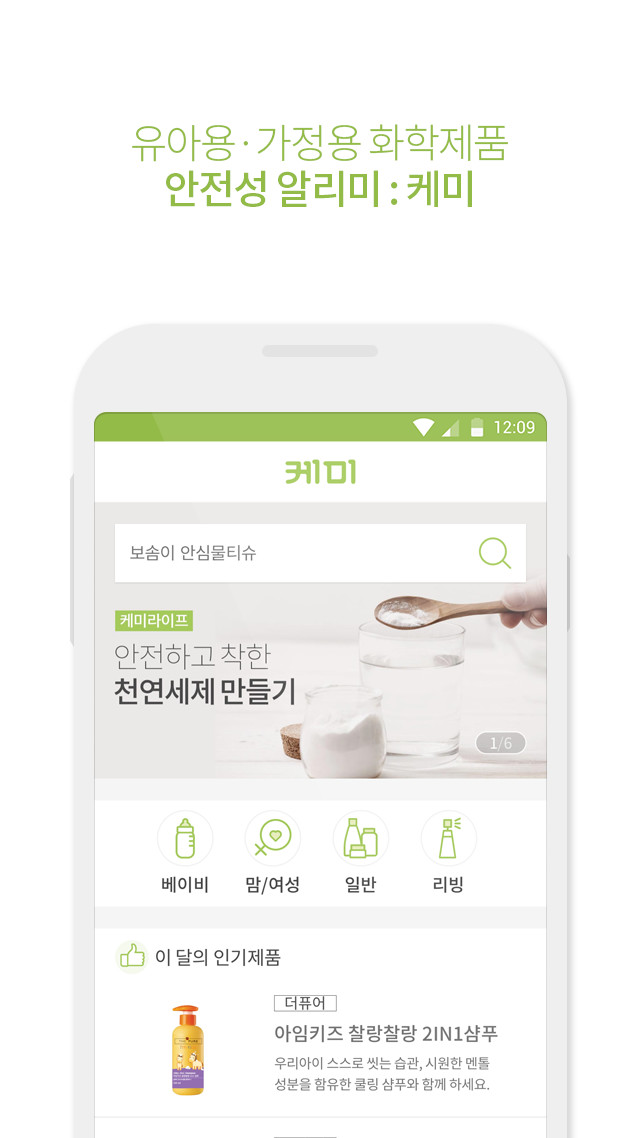 유아용·가정용 화학제품
안전성 알리미 : 케미
12:09
케미
보솜이 안심물티슈
케미라이프
안전하고 착한
천연세제 만들기
1/6
베이비
맘/여성
일반
리빙
이 달의 인기제품
더퓨어
아임키즈 찰랑찰랑 2IN1샴푸
우리아이 스스로 씻는 습관, 시원한 멘톨
성분을 함유한 쿨링 샴푸와 함께 하세요.